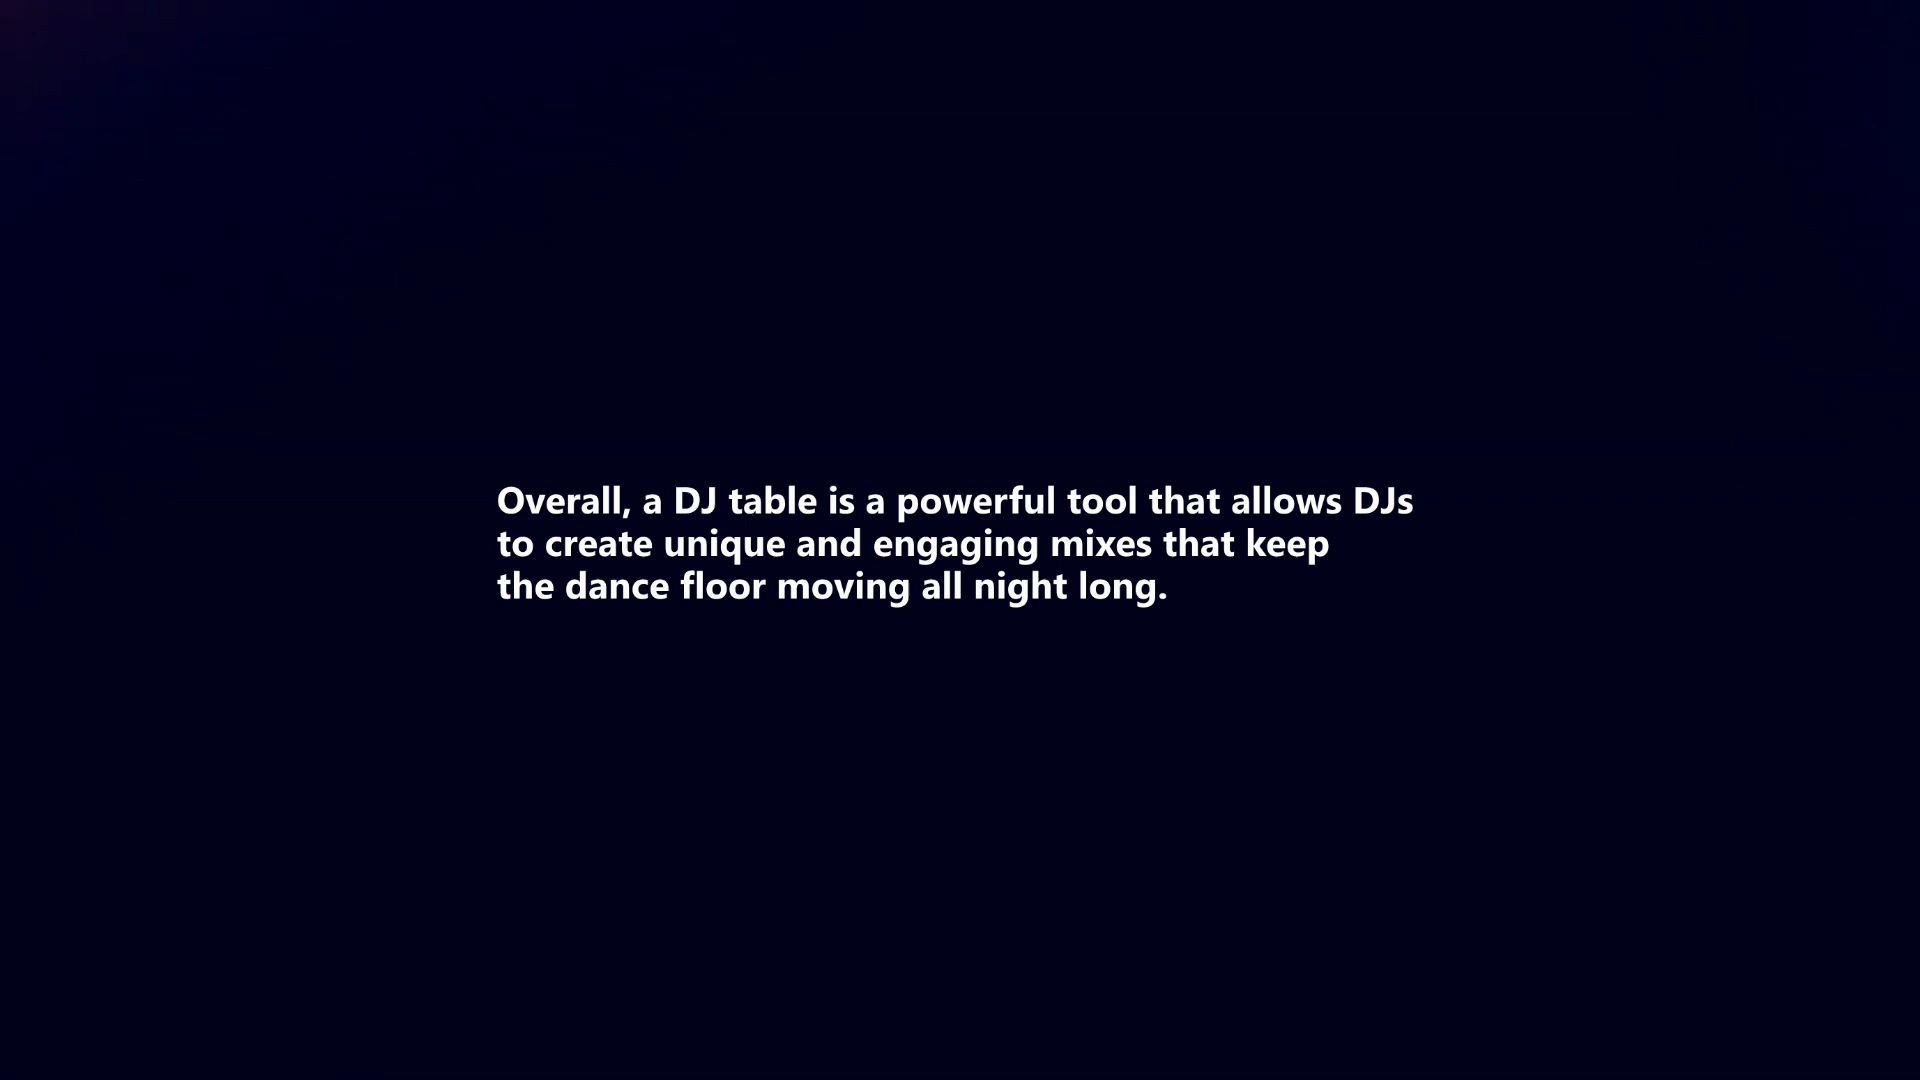 Overall, a DJ table is a powerful tool that allows DJs
to create unique and engaging mixes that keep
the dance floor moving all night long.